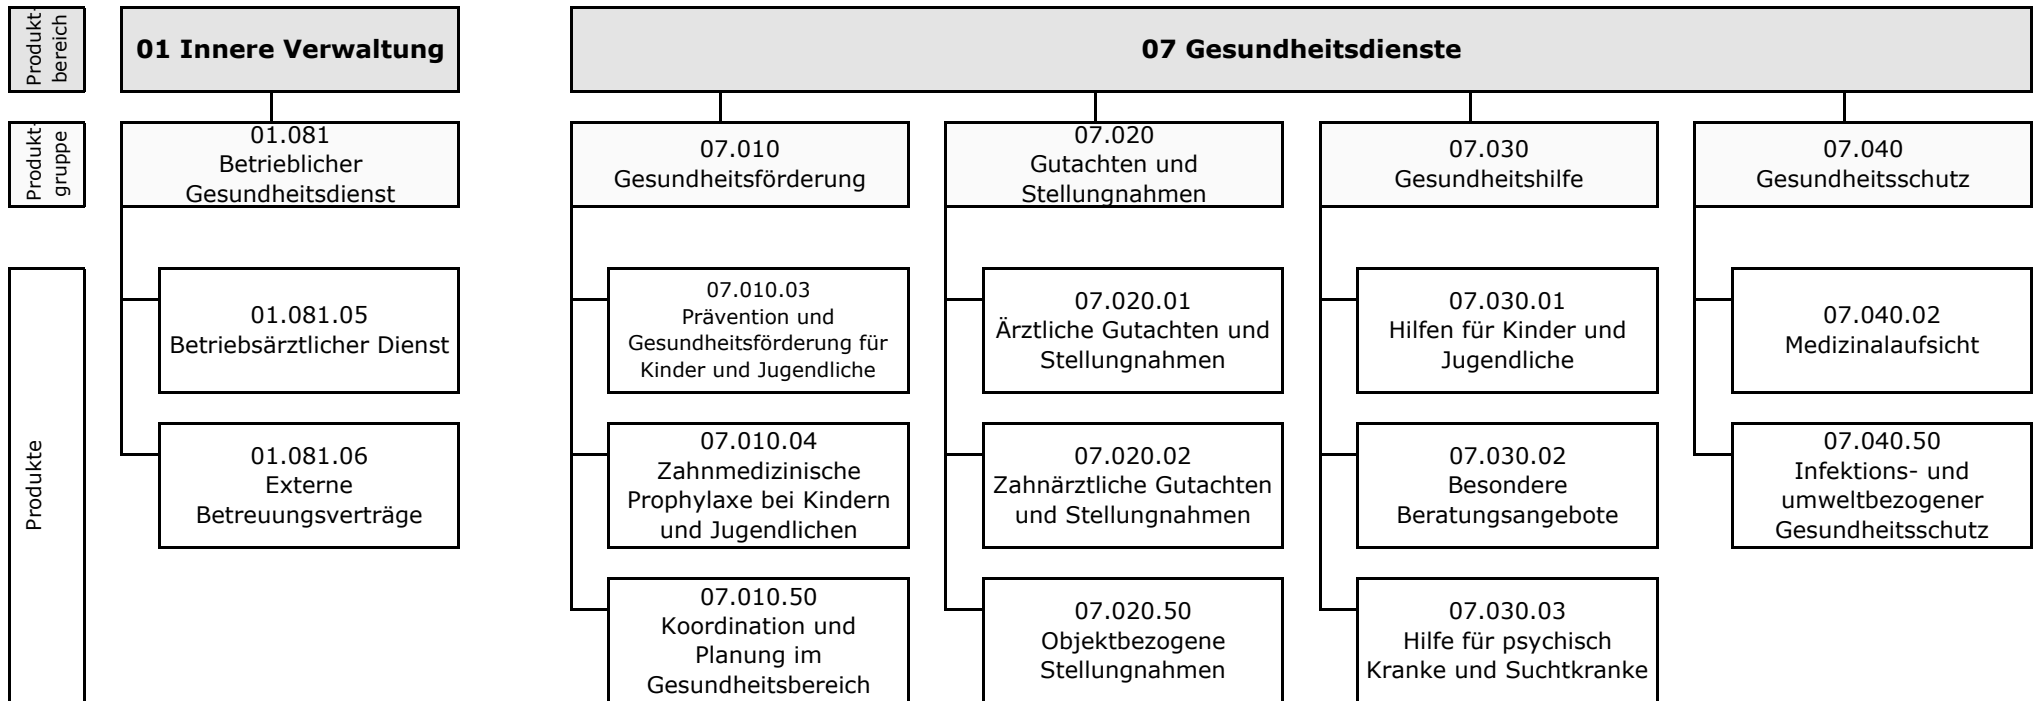 Produkt-
bereich
01 Innere Verwaltung
07 Gesundheitsdienste
Produkt-
gruppe
01.081
Betrieblicher
Gesundheitsdienst
07.010
Gesundheitsförderung
07.020
Gutachten und
Stellungnahmen
07.030
Gesundheitshilfe
07.040
Gesundheitsschutz
Produkte
01.081.05
Betriebsärztlicher Dienst
07.010.03
Prävention und
Gesundheitsförderung für
Kinder und Jugendliche
07.020.01
Ärztliche Gutachten und
Stellungnahmen
07.030.01
Hilfen für Kinder und
Jugendliche
07.040.02
Medizinalaufsicht
01.081.06
Externe
Betreuungsverträge
07.010.04
Zahnmedizinische
Prophylaxe bei Kindern
und Jugendlichen
07.020.02
Zahnärztliche Gutachten
und Stellungnahmen
07.030.02
Besondere
Beratungsangebote
07.040.50
Infektions- und
umweltbezogener
Gesundheitsschutz
07.010.50
Koordination und
Planung im
Gesundheitsbereich
07.020.50
Objektbezogene
Stellungnahmen
07.030.03
Hilfe für psychisch
Kranke und Suchtkranke